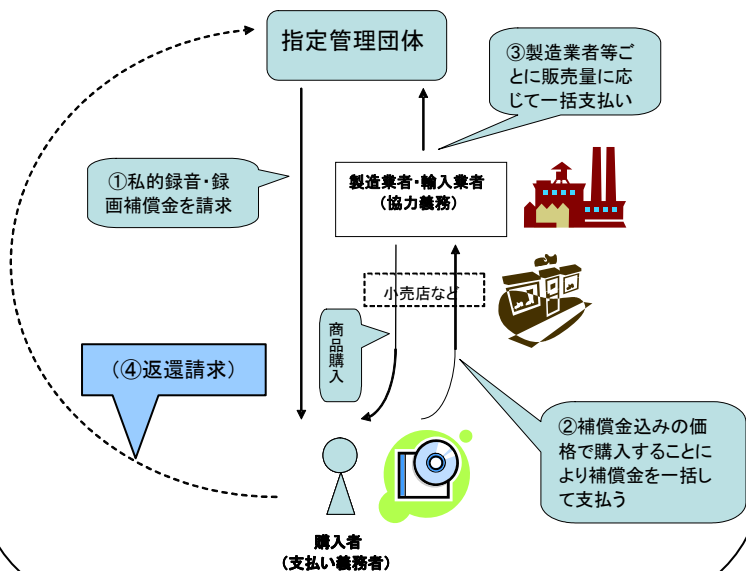 指定管理団体
③製造業者等ご
とに販売量に応
じて一括支払い
①私的録音・録
画補償金を請求
製造業者・輸入業者
(協力義務)
小売店など
商品購入
(④返還請求)
②補償金込みの価
格で購入することに
より補償金を一括し
て支払う
購入者
(支払い義務者)